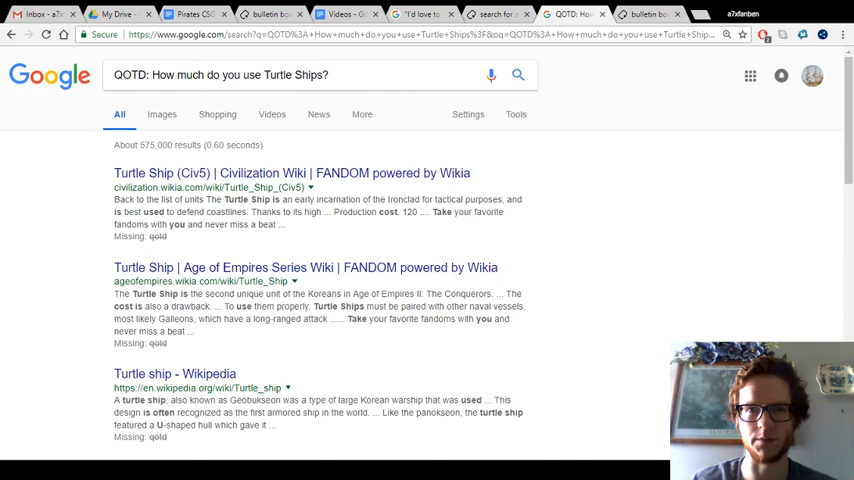 Inbox - a7x
My Drive -
Pirates CSG
bulletin boa
Videos - Go
"I'd love to
search for e
QOTD: How
bulletin boa
a7xfanben
Secure
https://www.google.com/search?q=QOTD%3A+How+much+do+you+use+Turtle+Ships%3F&oq=QOTD%3A+How+much+do+you+use+Turtle+Ship...
Google
QOTD: How much do you use Turtle Ships?
All
Images
Shopping
Videos
News
More
Settings
Tools
About 575,000 results (0.60 seconds)
Turtle Ship (Civ5) | Civilization Wiki | FANDOM powered by Wikia
civilization.wikia.com/wiki/Turtle_Ship_(Civ5)
Back to the list of units The Turtle Ship is an early incarnation of the Ironclad for tactical purposes, and
is best used to defend coastlines. Thanks to its high ... Production cost. 120 .... Take your favorite
fandoms with you and never miss a beat ...
Missing: qotd
Turtle Ship | Age of Empires Series Wiki | FANDOM powered by Wikia
ageofempires.wikia.com/wiki/Turtle_Ship
The Turtle Ship is the second unique unit of the Koreans in Age of Empires II: The Conquerors. ... The
cost is also a drawback. ... To use them properly, Turtle Ships must be paired with other naval vessels,
most likely Galleons, which have a long-ranged attack ...... Take your favorite fandoms with you and
never miss a beat ...
Missing: qotd
Turtle ship - Wikipedia
https://en.wikipedia.org/wiki/Turtle_ship
A turtle ship, also known as Geobukseon was a type of large Korean warship that was used ... This
design is often recognized as the first armored ship in the world. ... Like the panokseon, the turtle ship
featured a U-shaped hull which gave it ...
Missing: qotd